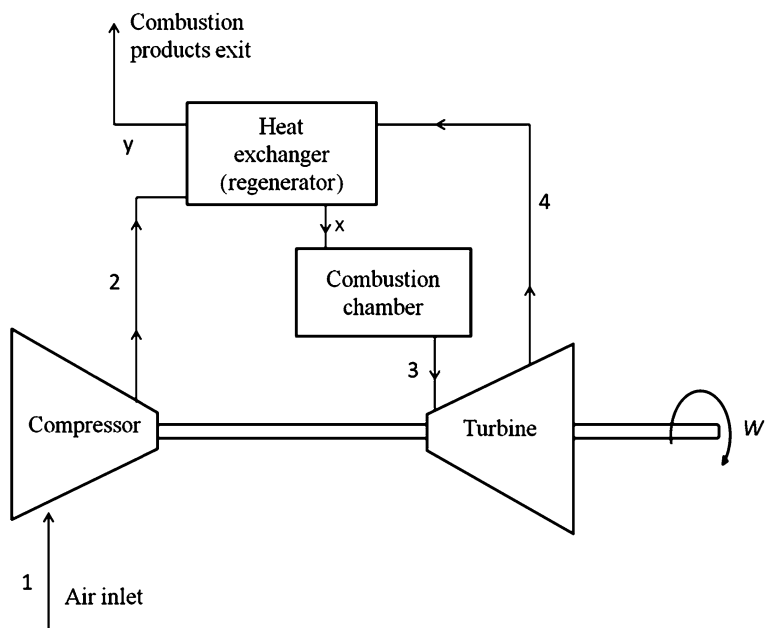 Combustion
products exit
Heat
exchanger
(regenerator)
y
x
4
2
Combustion
chamber
3
Compressor
Turbine
W
1
Air inlet